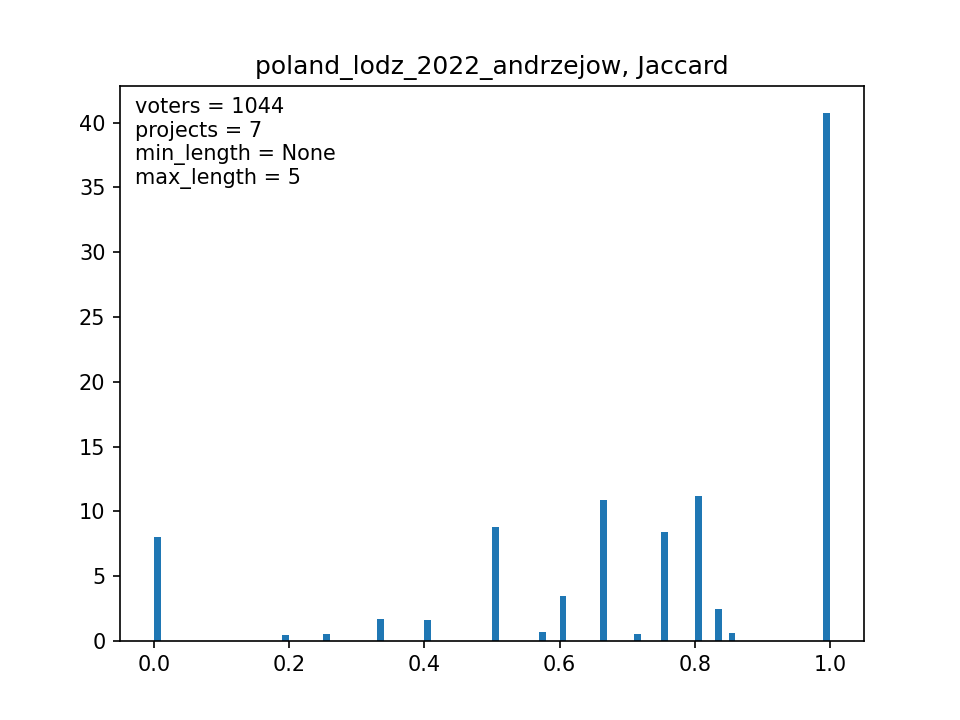 poland_lodz_2022_andrzejow, Jaccard
voters = 1044
projects = 7
min_length = None
max_length = 5
40
35
30
25
20
15
10
5
0
0.0 0.2 0.4 0.6 0.8 1.0